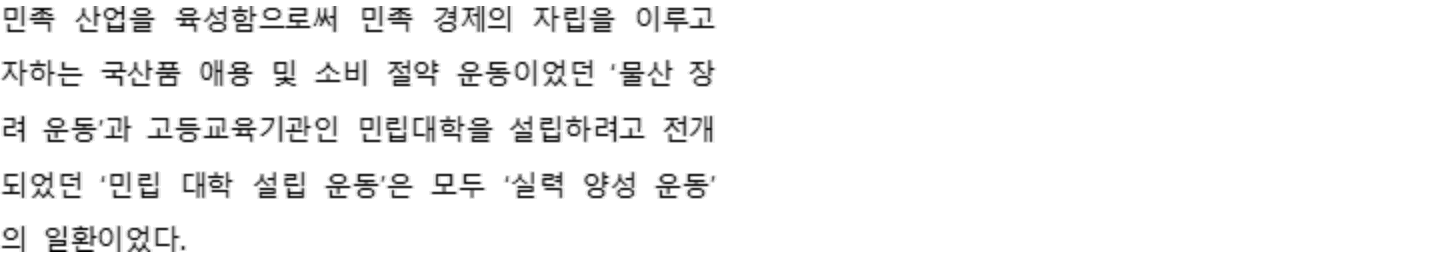 민족 산업을 육성함으로써 민족 경제의 자립을 이루고
자하는 국산품 애용 및 소비 절약 운동이었던 ‘물산 장
려 운동’과 고등교육기관인 민립대학을 설립하려고 전개
되었던 ‘민립 대학 설립 운동’은 모두 ‘실력 양성 운동’
의 일환이었다.